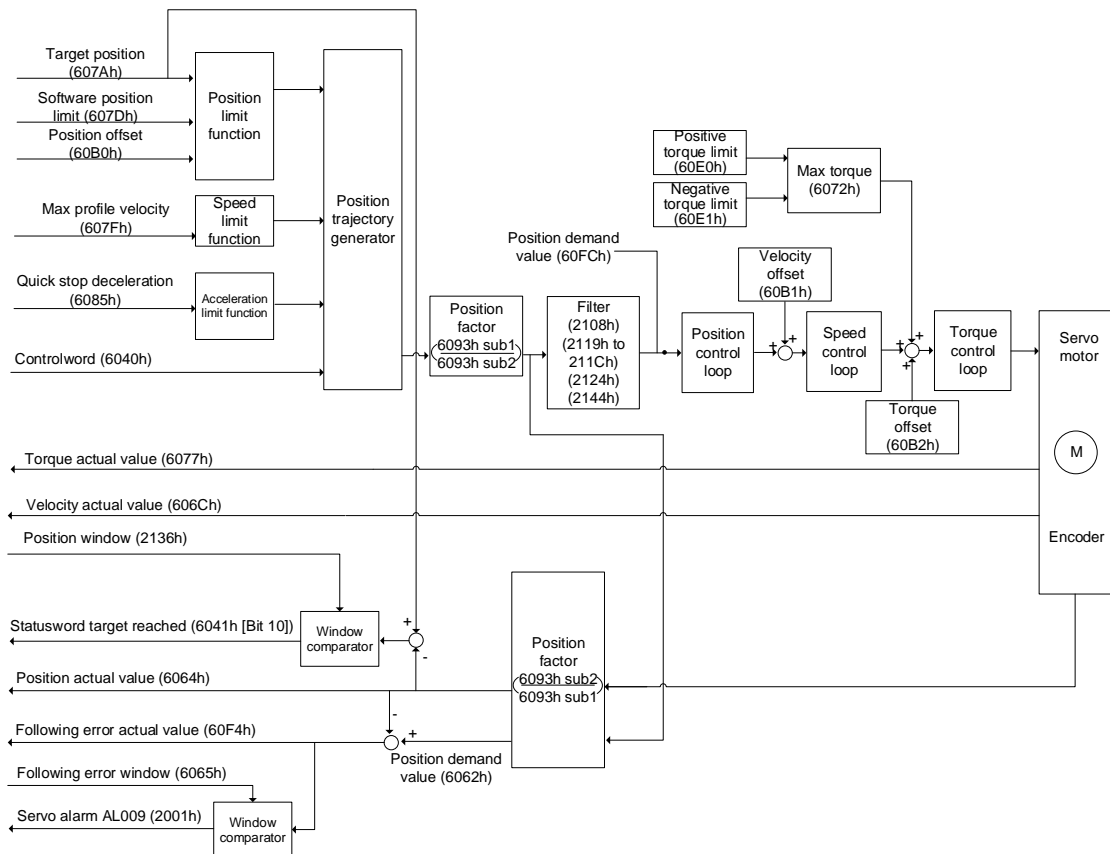 Target position
(607Ah)
Software position
limit (607Dh)
Position offset
(60B0h)
Position
limit
function
Max profile velocity
(607Fh)
Speed
limit
function
Quick stop deceleration
(6085h)
Acceleration
limit function
Controlword (6040h)
Position
trajectory
generator
Position
factor
6093h sub1
6093h sub2
Filter
(2108h)
(2119h to
211Ch)
(2124h)
(2144h)
Position demand
value (60FCh)
Position
control
loop
Positive
torque limit
(60E0h)
Negative
torque limit
(60E1h)
Max torque
(6072h)
Velocity
offset
(60B1h)
+
+
Speed
control
loop
+
+
+
Torque
control
loop
Torque
offset
(60B2h)
Servo
motor
M
Encoder
Torque actual value (6077h)
Velocity actual value (606Ch)
Position window (2136h)
Statusword target reached (6041h [Bit 10])
Window
comparator
+
-
Position actual value (6064h)
Position
factor
6093h sub2
6093h sub1
-
+
Following error actual value (60F4h)
Position demand
value (6062h)
Following error window (6065h)
Servo alarm AL009 (2001h)
Window
comparator